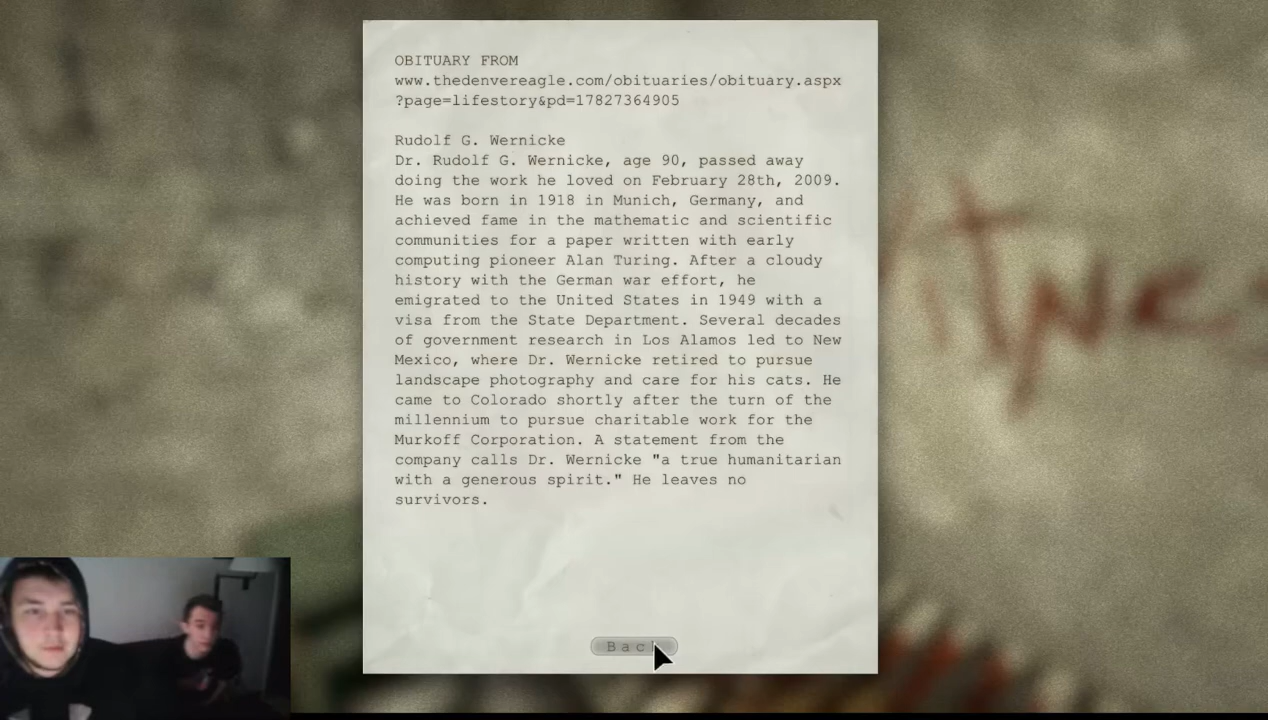 OBITUARY FROM
www.thedenvereagle.com/obituaries/obituary.aspx
?page=lifestory&pd=17827364905
Rudolf G. Wernicke
Dr. Rudolf G. Wernicke, age 90, passed away
doing the work he loved on February 28th, 2009.
He was born in 1918 in Munich, Germany, and
achieved fame in the mathematic and scientific
communities for a paper written with early
computing pioneer Alan Turing. After a cloudy
history with the German war effort, he
emigrated to the United States in 1949 with a
visa from the State Department. Several decades
of government research in Los Alamos led to New
Mexico, where Dr. Wernicke retired to pursue
landscape photography and care for his cats. He
came to Colorado shortly after the turn of the
millennium to pursue charitable work for the
Murkoff Corporation. A statement from the
company calls Dr. Wernicke "a true humanitarian
with a generous spirit." He leaves no
survivors.
Back